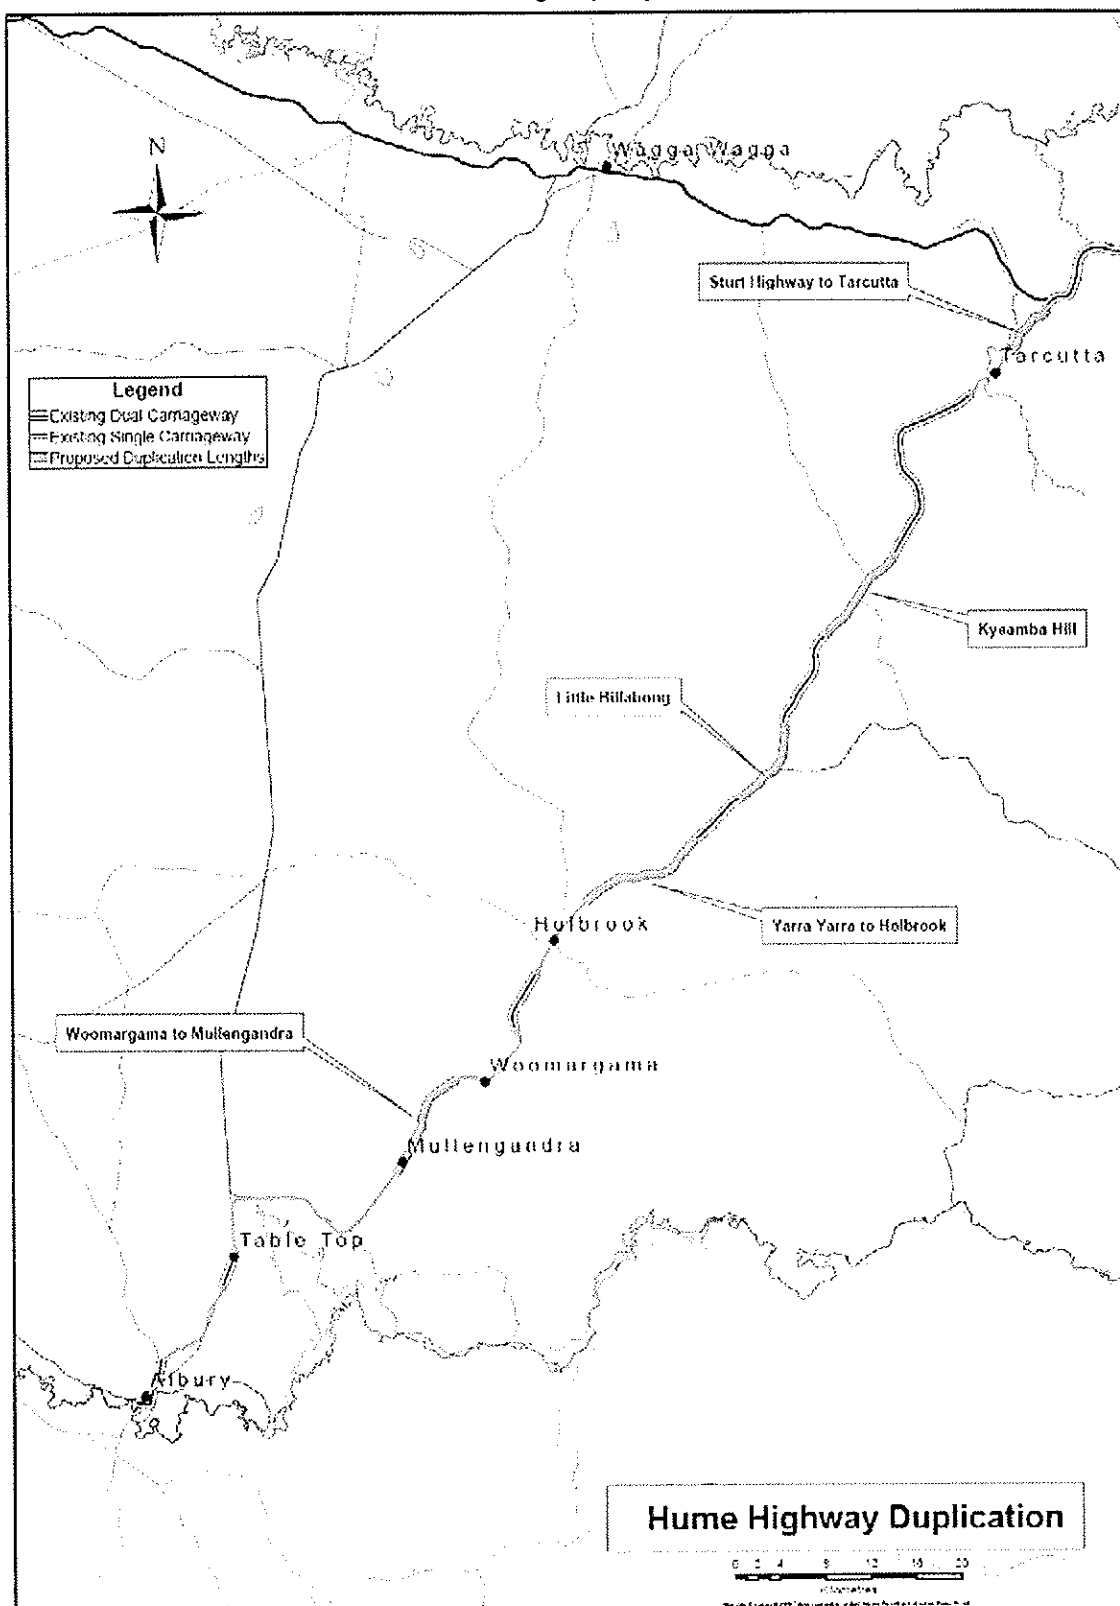 N
Wagga Wagga
Sturt Highway to Tarcutta
Tarcutta
Legend
Existing Dual Carriageway
Existing Single Carriageway
Proposed Duplication Lengths
Kyeamba Hill
Little Billabong
Holbrook
Yarra Yarra to Holbrook
Woomargama to Mullengandra
Woomargama
Mullengandra
Table Top
Albury
Hume Highway Duplication
0 2 4 8 12 16 20
Kilometres